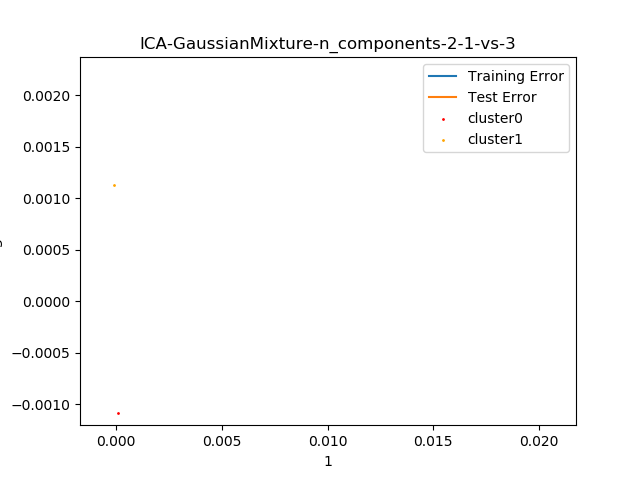 ICA-GaussianMixture-n_components-2-1-vs-3
Training Error
Test Error
cluster0
cluster1
0.0020
0.0015
0.0010
0.0005
0.0000
−0.0005
−0.0010
0.000
0.005
0.010
0.015
0.020
1